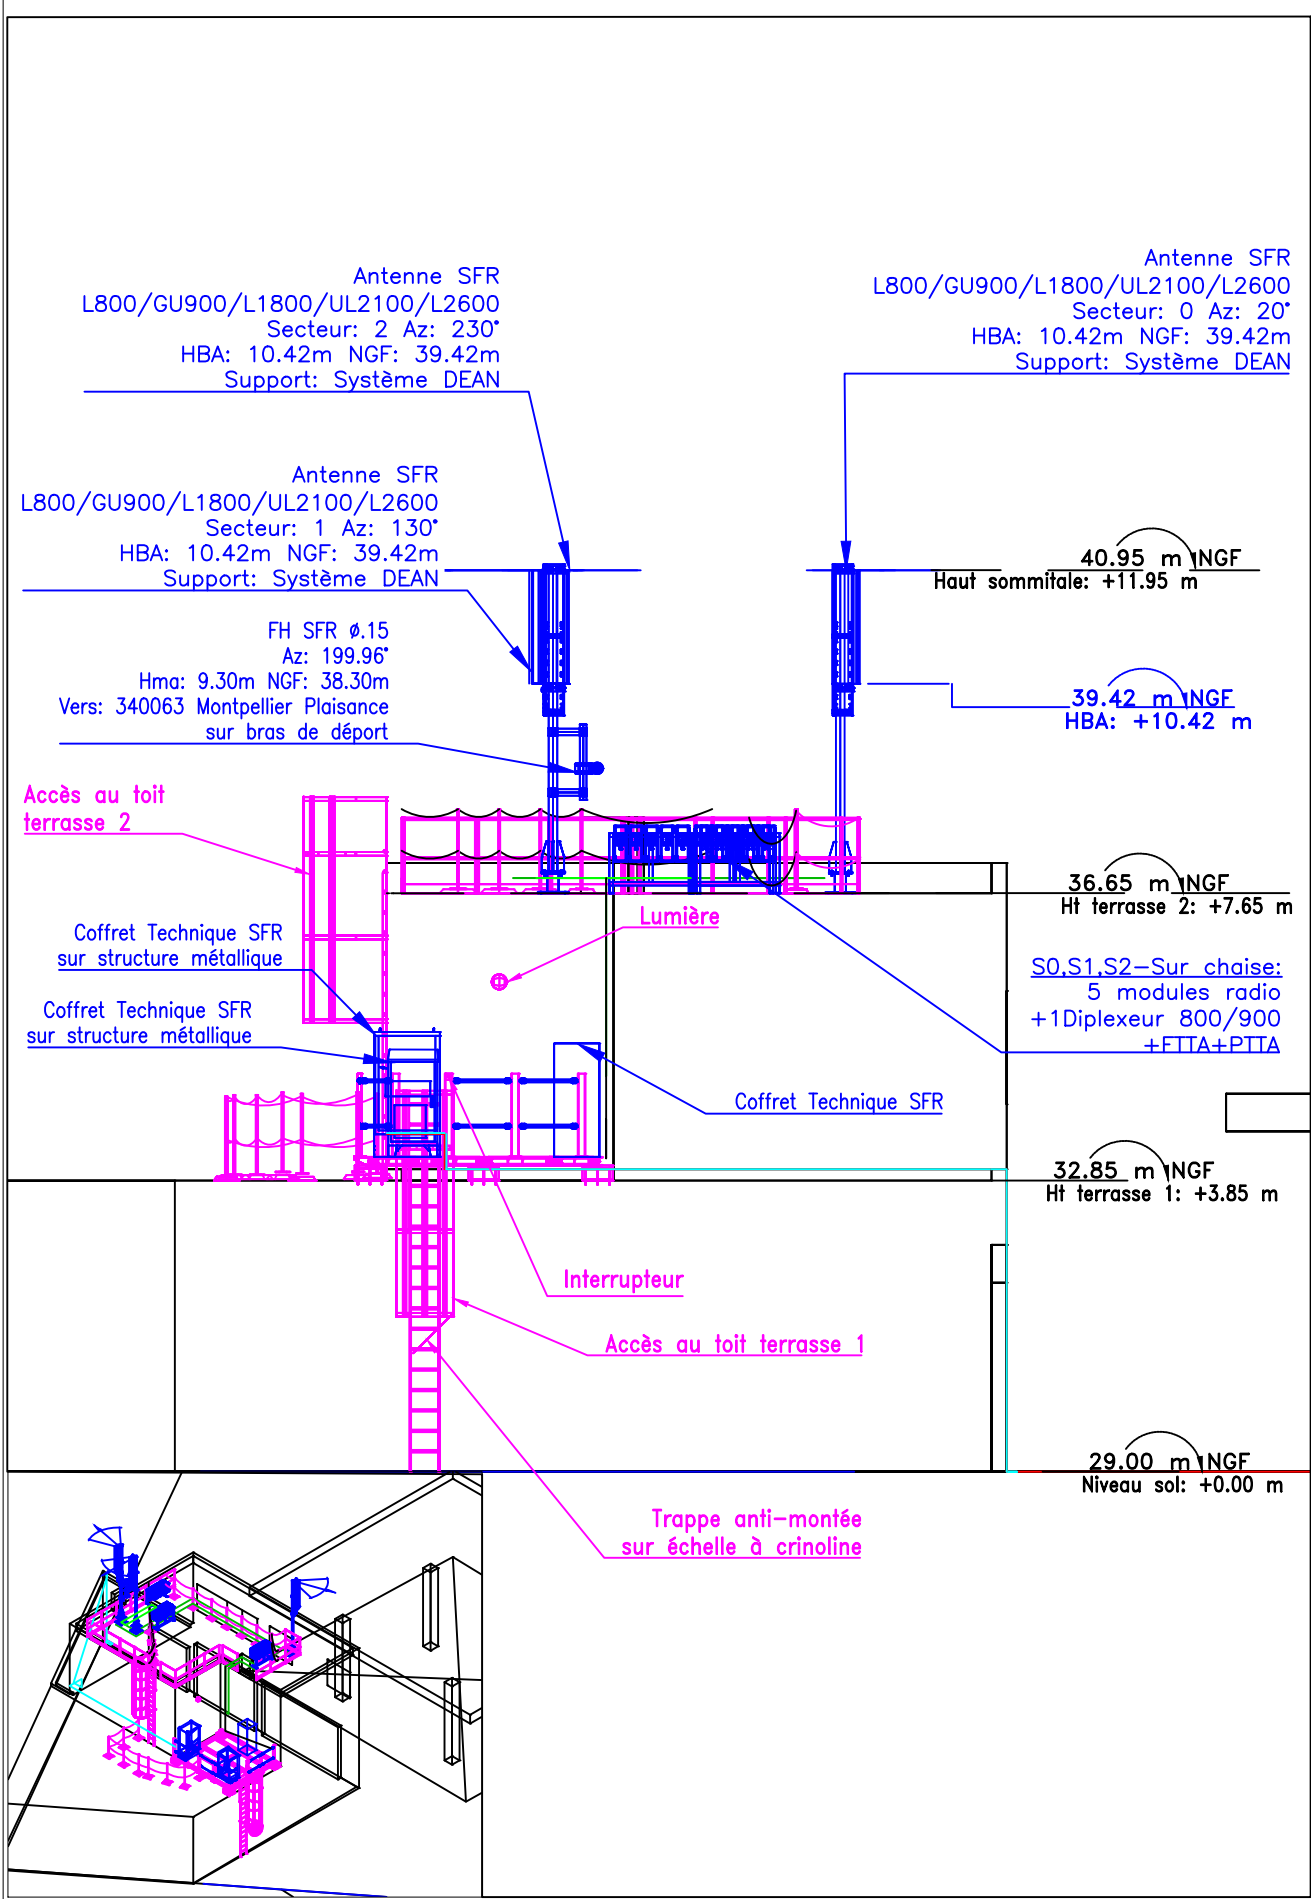 Antenne SFR
L800/GU900/L1800/UL2100/L2600
Secteur: 2 Az: 230°
HBA: 10.42m NGF: 39.42m
Support: Système DEAN
Antenne SFR
L800/GU900/L1800/UL2100/L2600
Secteur: 0 Az: 20°
HBA: 10.42m NGF: 39.42m
Support: Système DEAN
Antenne SFR
L800/GU900/L1800/UL2100/L2600
Secteur: 1 Az: 130°
HBA: 10.42m NGF: 39.42m
Support: Système DEAN
40.95 m NGF
Haut sommitale: +11.95 m
FH SFR ø.15
Az: 199.96°
Hma: 9.30m NGF: 38.30m
Vers: 340063 Montpellier Plaisance
sur bras de déport
39.42 m NGF
HBA: +10.42 m
Accès au toit
terrasse 2
36.65 m NGF
Ht terrasse 2: +7.65 m
Lumière
Coffret Technique SFR
sur structure métallique
S0,S1,S2-Sur chaise:
5 modules radio
+1Diplexeur 800/900
+FTTA+PTTA
Coffret Technique SFR
sur structure métallique
Coffret Technique SFR
32.85 m NGF
Ht terrasse 1: +3.85 m
Interrupteur
Accès au toit terrasse 1
29.00 m NGF
Niveau sol: +0.00 m
Trappe anti-montée
sur échelle à crinoline